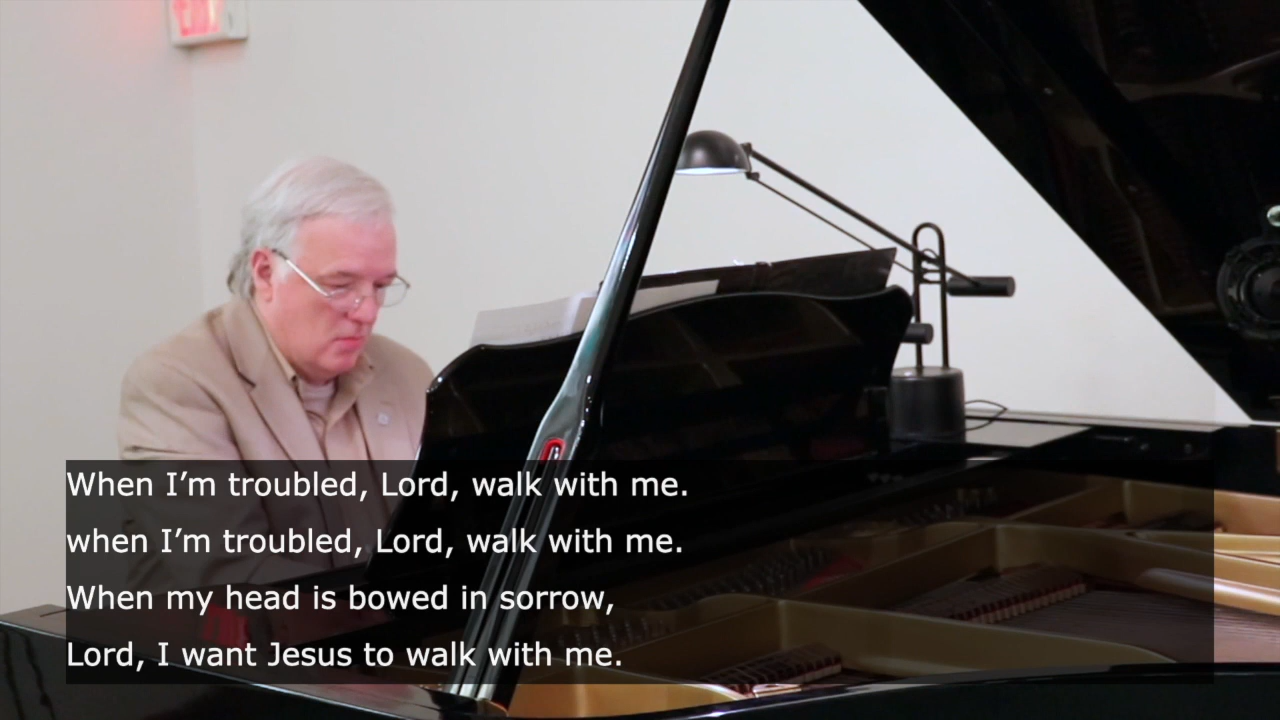 When I’m troubled, Lord, walk with me.
when I’m troubled, Lord, walk with me.
When my head is bowed in sorrow,
Lord, I want Jesus to walk with me.